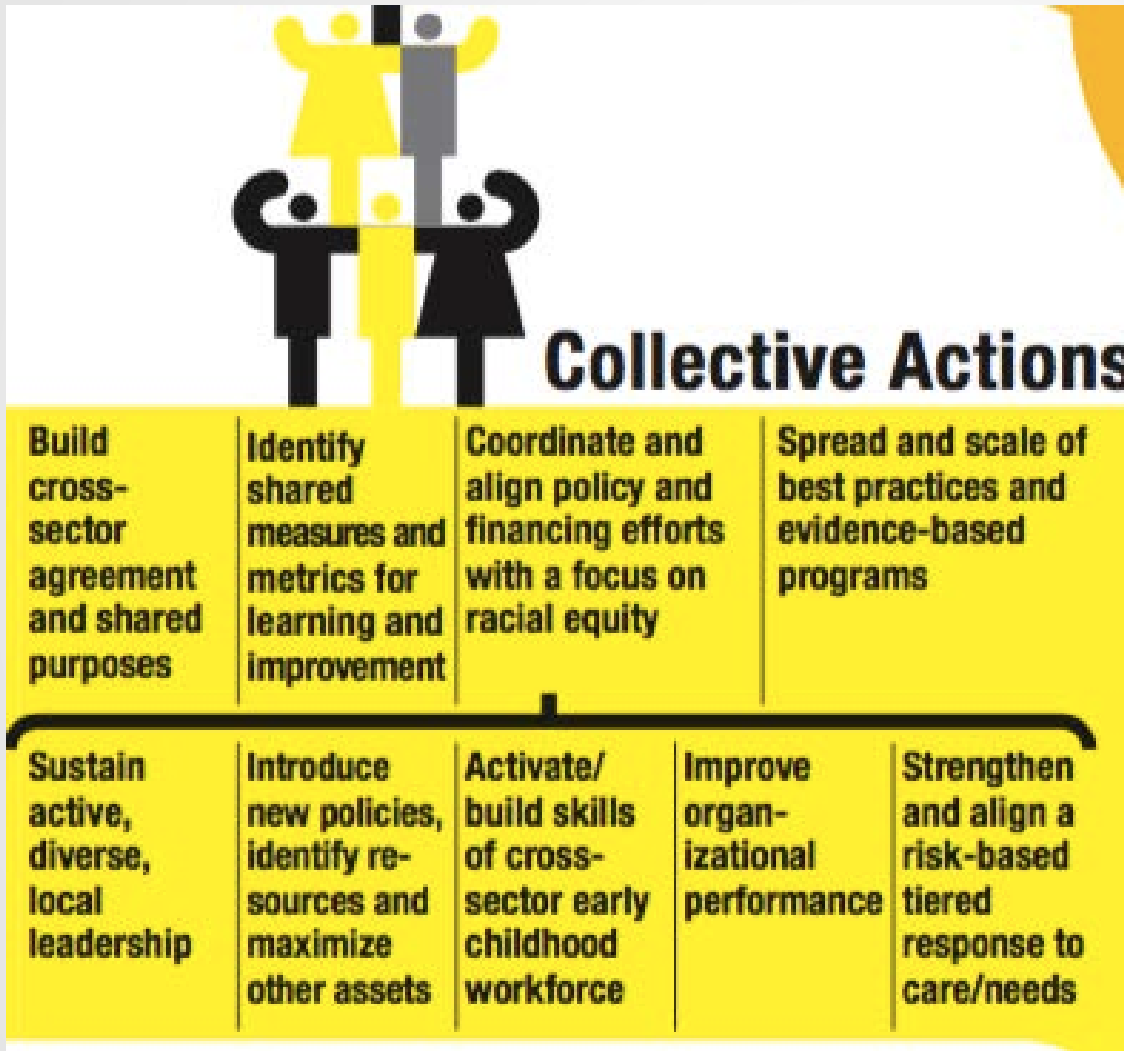 Collective Actions
Build
cross-
sector
agreement
and shared
purposes
Identify
shared
measures and
metrics for
learning and
improvement
Coordinate and
align policy and
financing efforts
with a focus on
racial equity
Spread and scale of
best practices and
evidence-based
programs
Sustain
active,
diverse,
local
leadership
Introduce
new policies,
identify re-
sources and
maximize
other assets
Activate/
build skills
of cross-
sector early
childhood
workforce
Improve
organ-
izational
performance
Strengthen
and align a
risk-based
tiered
response to
care/needs